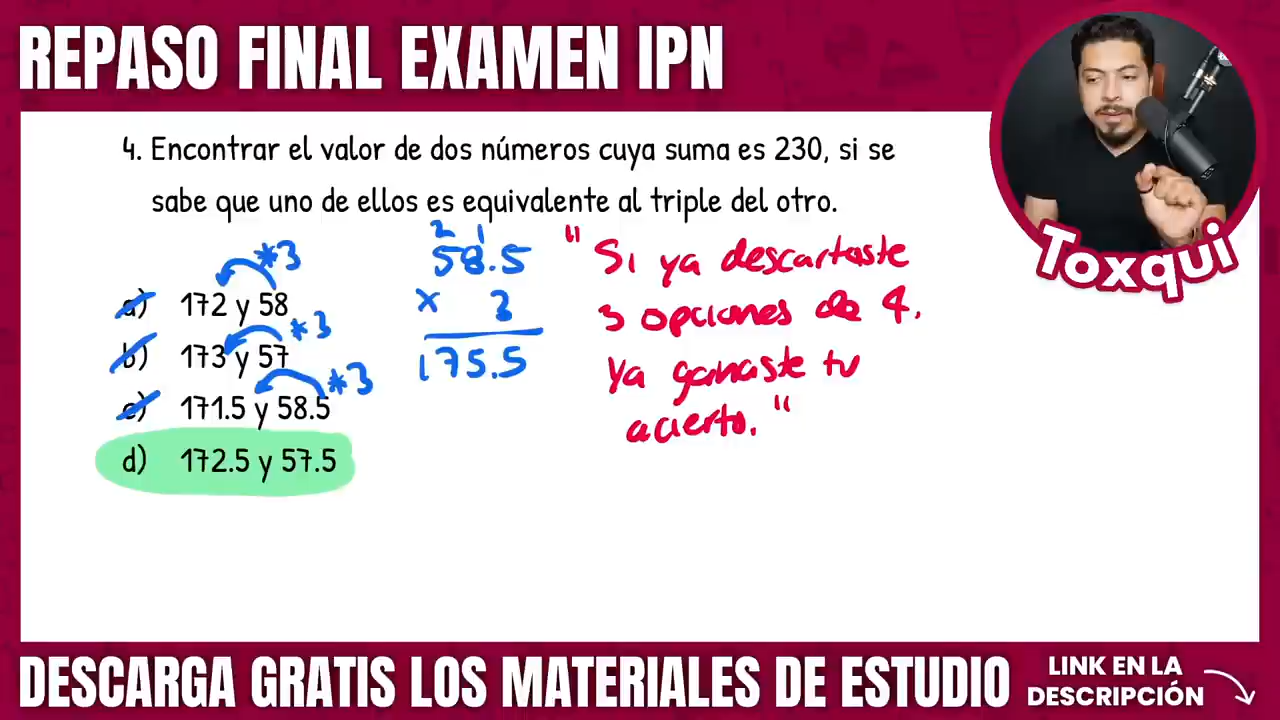 REPASO FINAL EXAMEN IPN
4. Encontrar el valor de dos números cuya suma es 230, si se
sabe que uno de ellos es equivalente al triple del otro.
*3
a) 172 y 58
*3
b) 173 y 57
*3
c) 171.5 y 58.5
d) 172.5 y 57.5
2 1
58.5
x 3
175.5
"Si ya descartaste
3 opciones de 4.
Ya ganaste tu
acierto."
Toxqui
DESCARGA GRATIS LOS MATERIALES DE ESTUDIO
LINK EN LA
DESCRIPCIÓN